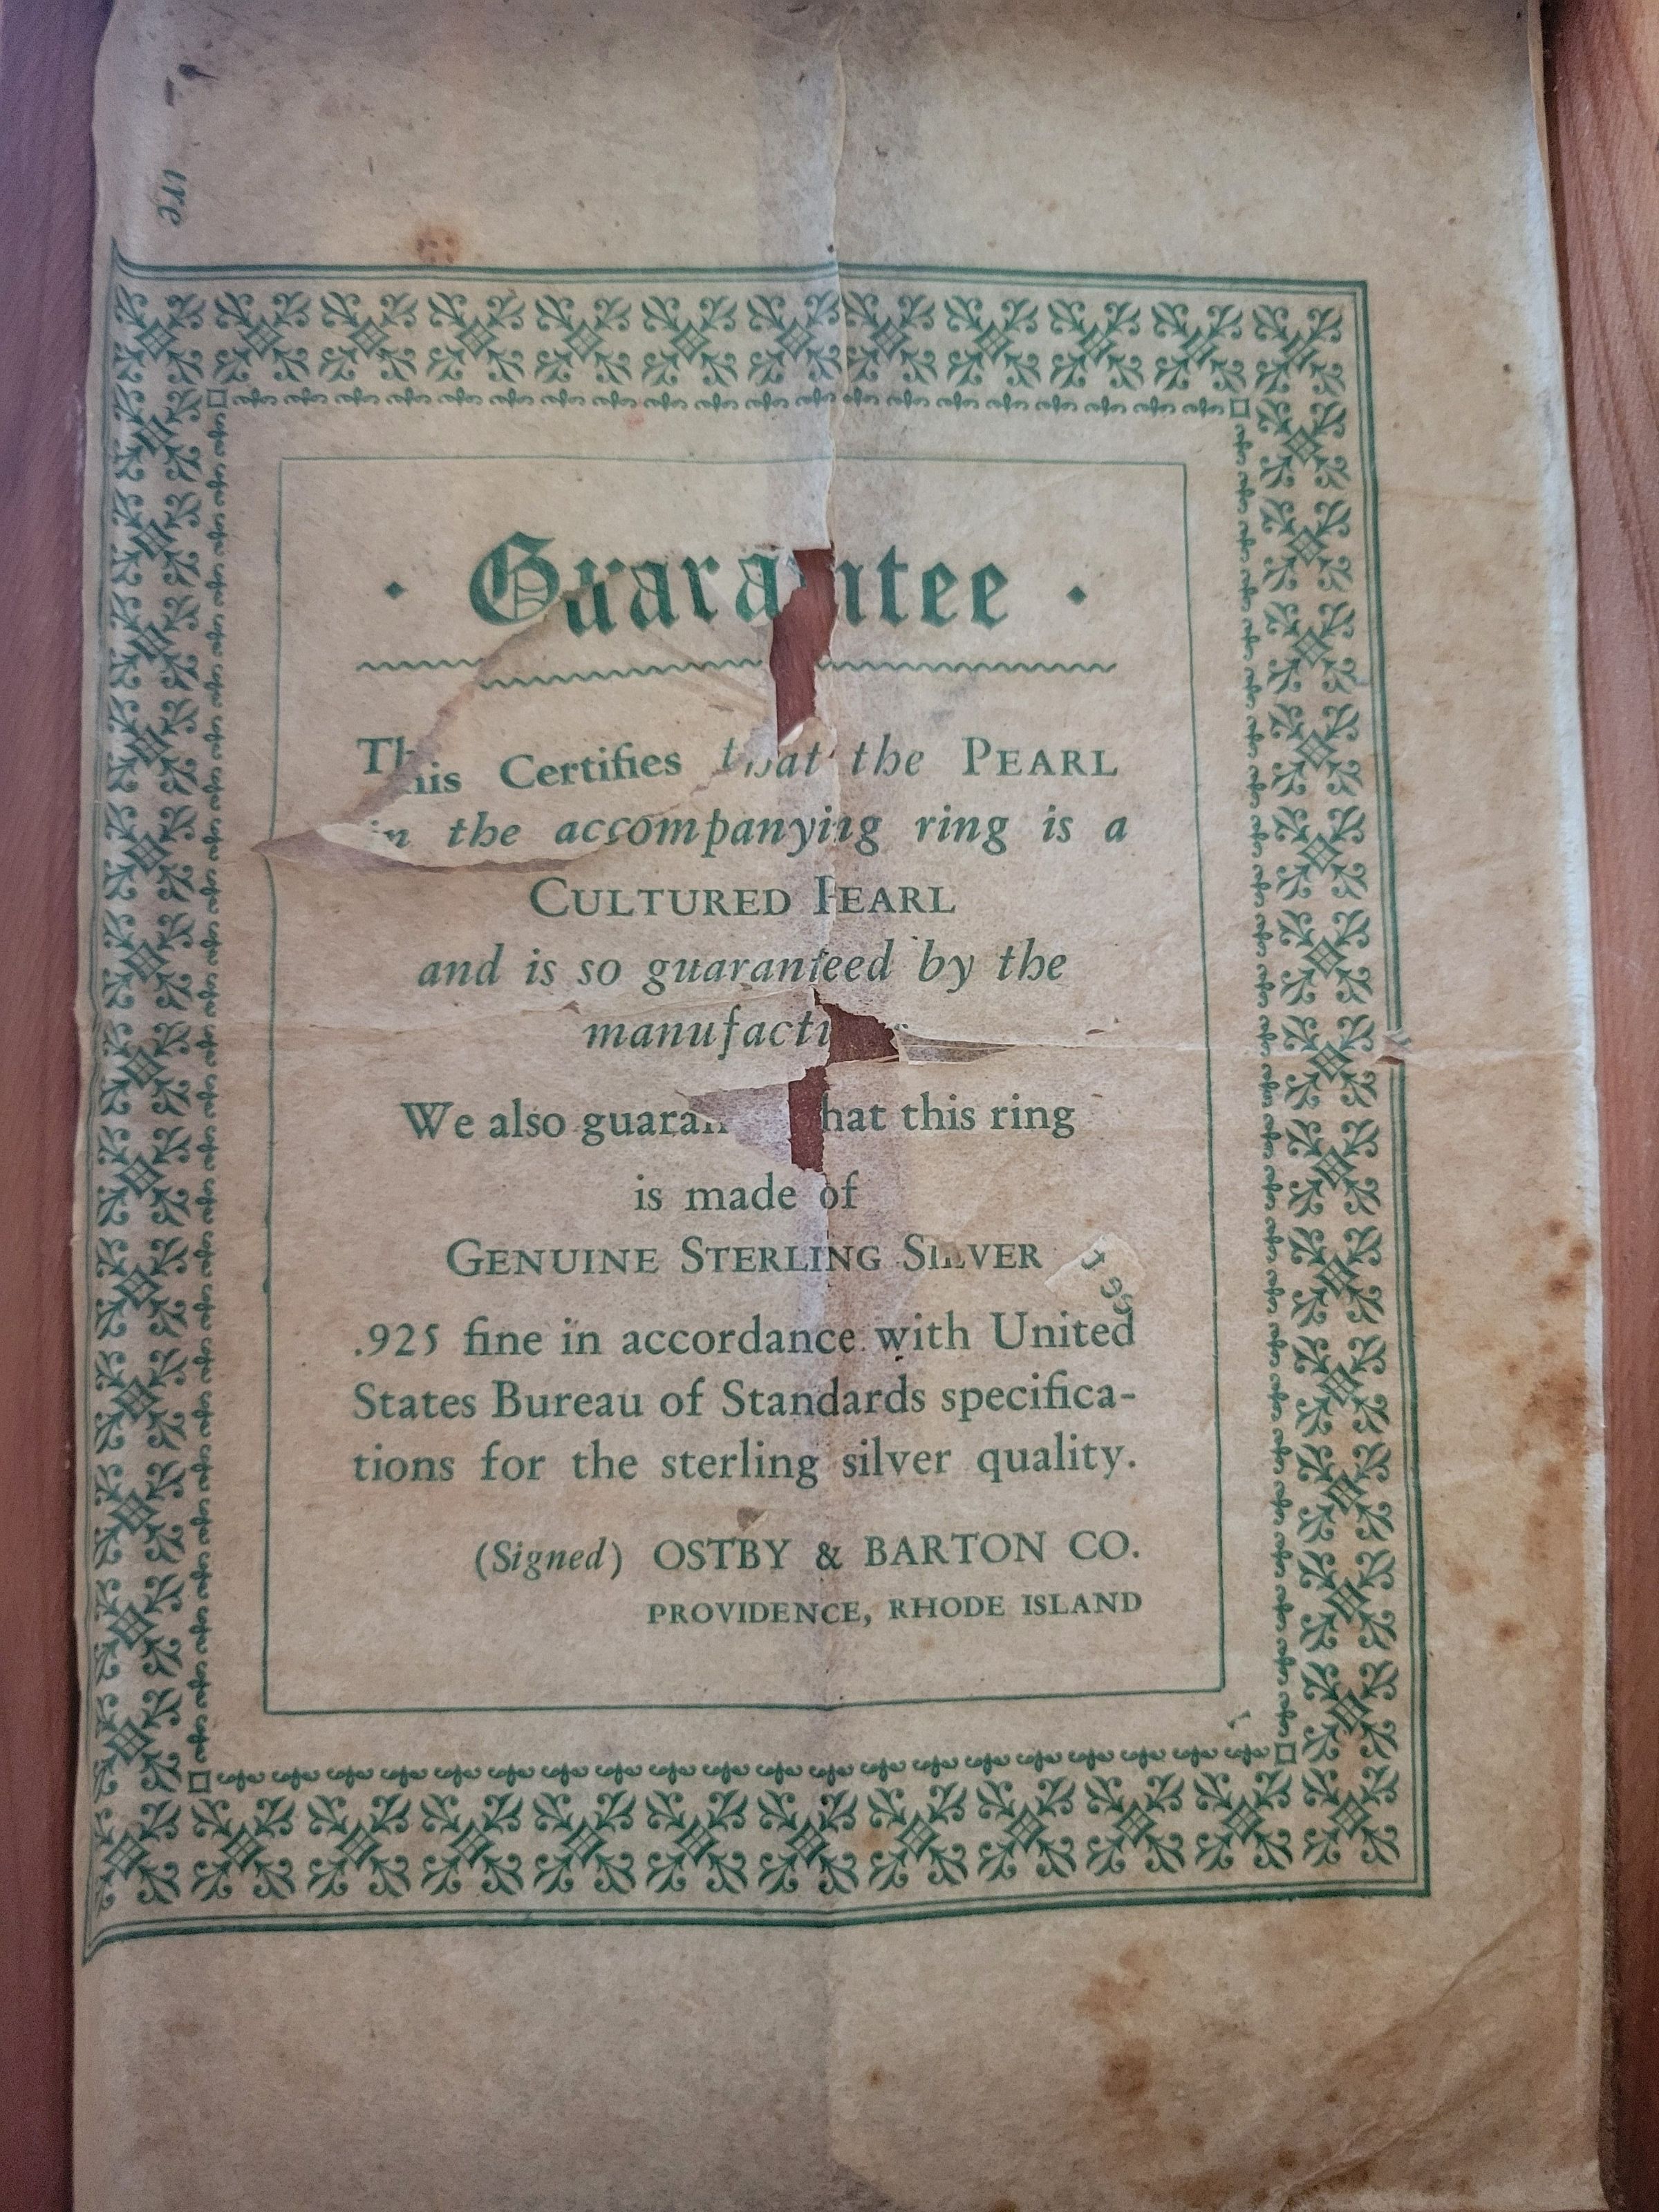 ure
· Guarantee ·
This Certifies that the PEARL
in the accompanying ring is a
CULTURED PEARL
and is so guaranteed by the
We also that this ring
is made of
GENUINE STERLING SILVER
.925 fine in accordance with United
States Bureau of Standards specifica-
tions for the sterling silver quality.
(Signed) OSTBY & BARTON CO.
PROVIDENCE, RHODE ISLAND